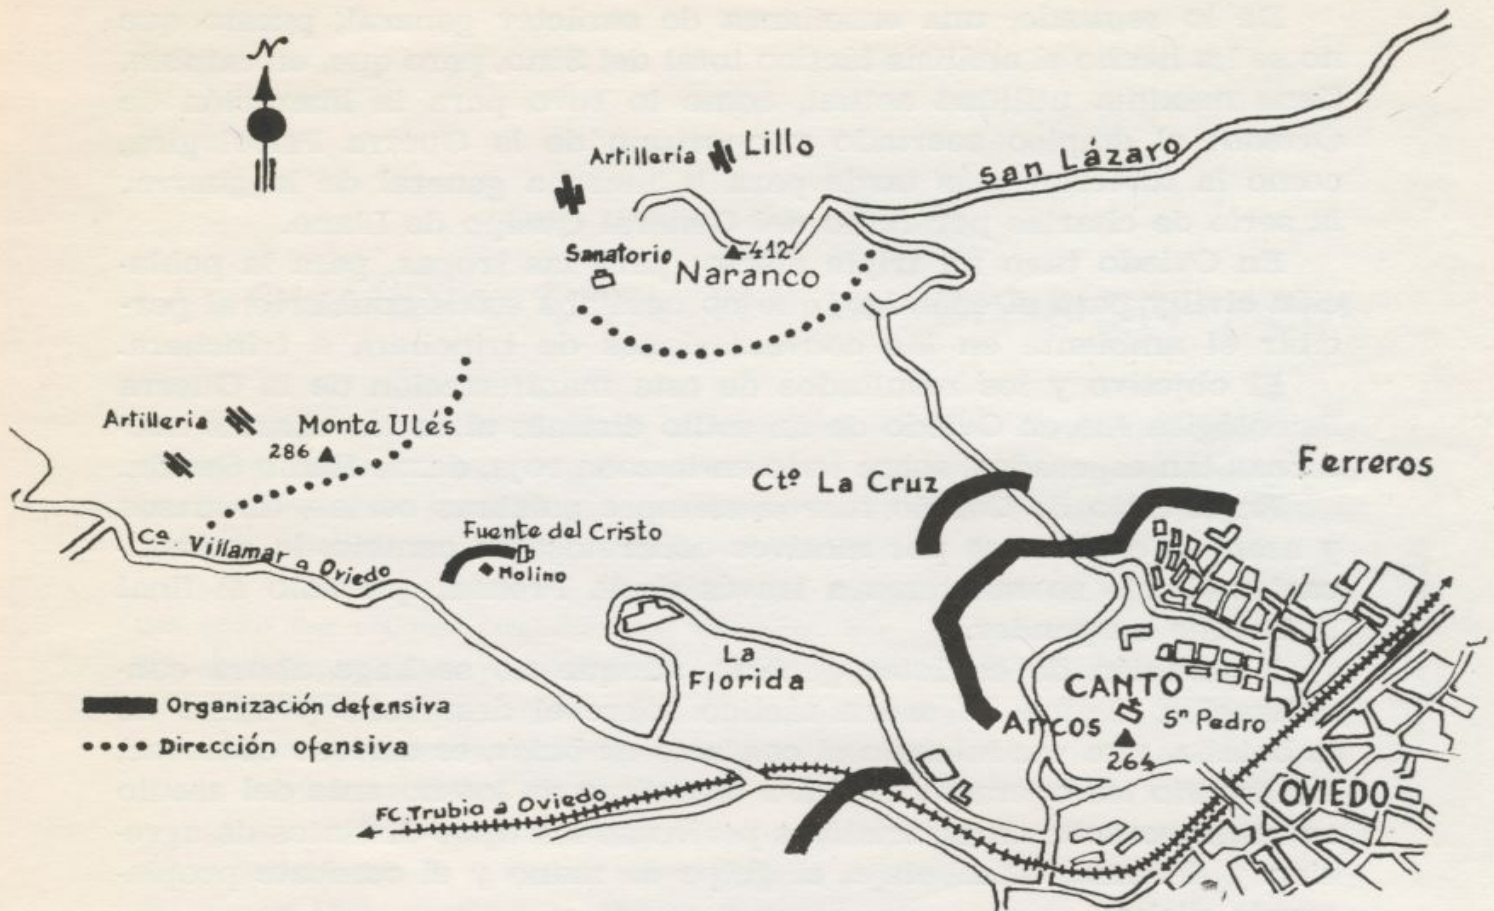 N
Artillería
Lillo
San Lázaro
Sanatorio
412
Naranco
Artilleria
Monte Ulés
286
Ctº La Cruz
Ferreros
Cª. Villamar a Oviedo
Fuente del Cristo
Molino
La
Florida
CANTO
Arcos
Sⁿ Pedro
264
OVIEDO
Organización defensiva
Dirección ofensiva
FC. Trubia a Oviedo